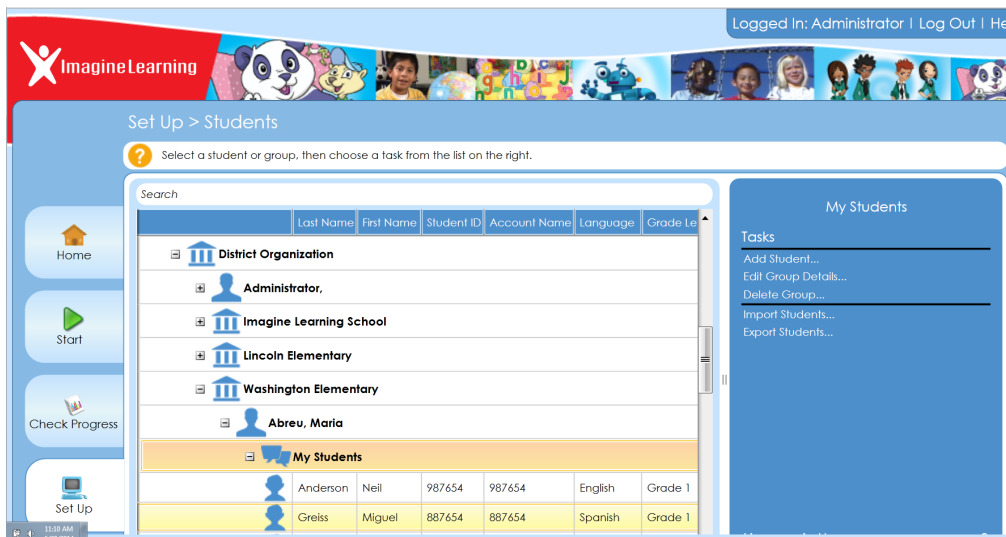 Logged In: Administrator | Log Out | He
Imagine Learning
Set Up > Students
? Select a student or group, then choose a task from the list on the right.
Search
Last Name First Name Student ID Account Name Language Grade Le
District Organization
Administrator,
Imagine Learning School
Lincoln Elementary
Washington Elementary
Abreu, Maria
My Students
Anderson Neil 987654 987654 English Grade 1
Greiss Miguel 887654 887654 Spanish Grade 1
My Students
Tasks
Add Student...
Edit Group Details...
Delete Group...
Import Students...
Export Students...
Home
Start
Check Progress
Set Up
11:10 AM